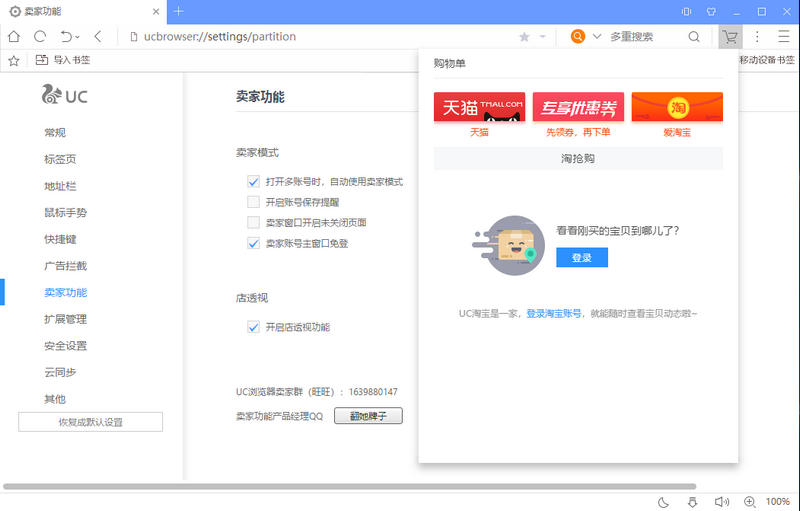 卖家功能
ucbrowser://settings/partition
多重搜索
导入书签
移动设备书签
UC
常规
标签页
地址栏
鼠标手势
快捷键
广告拦截
卖家功能
扩展管理
安全设置
云同步
其他
恢复成默认设置
卖家功能
卖家模式
打开多账号时，自动使用卖家模式
开启账号保存提醒
卖家窗口开启未关闭页面
卖家账号主窗口免登
店透视
开启店透视功能
UC浏览器卖家群（旺旺）：1639880147
卖家功能产品经理QQ
翻她牌子
购物单
天猫 TMALL.COM
专享优惠券
淘
天猫
先领券，再下单
爱淘宝
淘抢购
看看刚买的宝贝到哪儿了？
登录
UC淘宝是一家，登录淘宝账号，就能随时查看宝贝动态啦~
100%